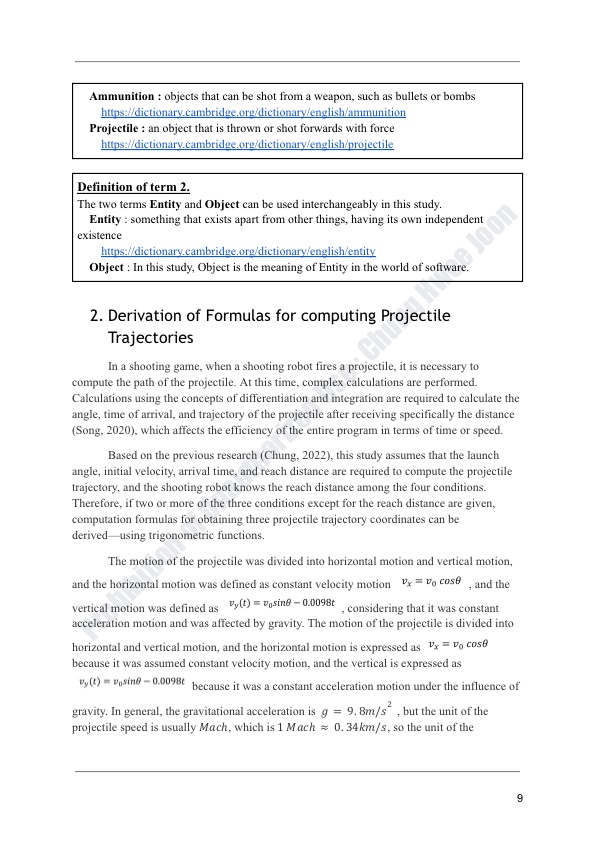 Ammunition : objects that can be shot from a weapon, such as bullets or bombs
https://dictionary.cambridge.org/dictionary/english/ammunition
Projectile : an object that is thrown or shot forwards with force
https://dictionary.cambridge.org/dictionary/english/projectile
Definition of term 2.
The two terms Entity and Object can be used interchangeably in this study.
Entity : something that exists apart from other things, having its own independent
existence
https://dictionary.cambridge.org/dictionary/english/entity
Object : In this study, Object is the meaning of Entity in the world of software.
2. Derivation of Formulas for computing Projectile
Trajectories
In a shooting game, when a shooting robot fires a projectile, it is necessary to
compute the path of the projectile. At this time, complex calculations are performed.
Calculations using the concepts of differentiation and integration are required to calculate the
angle, time of arrival, and trajectory of the projectile after receiving specifically the distance
(Song, 2020), which affects the efficiency of the entire program in terms of time or speed.
Based on the previous research (Chung, 2022), this study assumes that the launch
angle, initial velocity, arrival time, and reach distance are required to compute the projectile
trajectory, and the shooting robot knows the reach distance among the four conditions.
Therefore, if two or more of the three conditions except for the reach distance are given,
computation formulas for obtaining three projectile trajectory coordinates can be
derived—using trigonometric functions.
The motion of the projectile was divided into horizontal motion and vertical motion,
and the horizontal motion was defined as constant velocity motion vₓ = v₀ cosθ , and the
vertical motion was defined as v_y(t) = v₀sinθ − 0.0098t , considering that it was constant
acceleration motion and was affected by gravity. The motion of the projectile is divided into
horizontal and vertical motion, and the horizontal motion is expressed as vₓ = v₀ cosθ
because it was assumed constant velocity motion, and the vertical is expressed as
v_y(t) = v₀sinθ − 0.0098t because it was a constant acceleration motion under the influence of
gravity. In general, the gravitational acceleration is g = 9.8m/s² , but the unit of the
projectile speed is usually Mach, which is 1 Mach ≈ 0.34km/s, so the unit of the
9